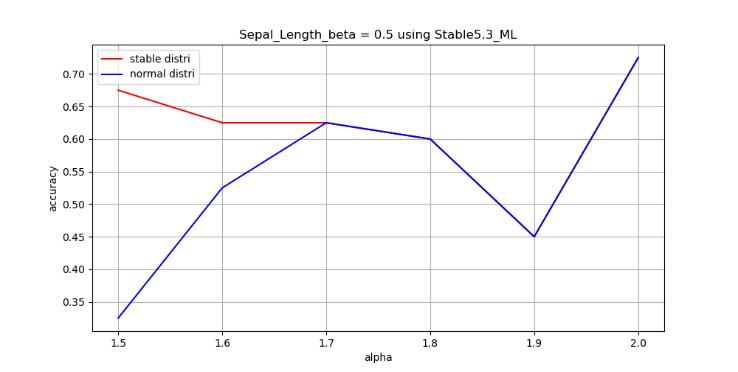 Sepal_Length_beta = 0.5 using Stable5.3_ML
stable distri
normal distri
accuracy
0.70
0.65
0.60
0.55
0.50
0.45
0.40
0.35
1.5 1.6 1.7 1.8 1.9 2.0
alpha